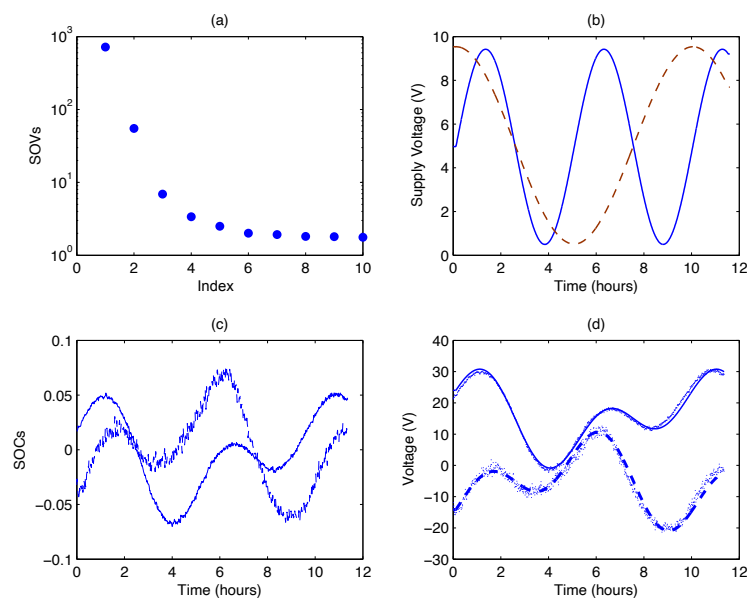 (a)
10^3
10^2
10^1
10^0
SOVs
0 2 4 6 8 10
Index
(b)
10
8
6
4
2
0
Supply Voltage (V)
0 2 4 6 8 10 12
Time (hours)
(c)
0.1
0.05
0
−0.05
−0.1
SOCs
0 2 4 6 8 10 12
Time (hours)
(d)
40
30
20
10
0
−10
−20
−30
Voltage (V)
0 2 4 6 8 10 12
Time (hours)